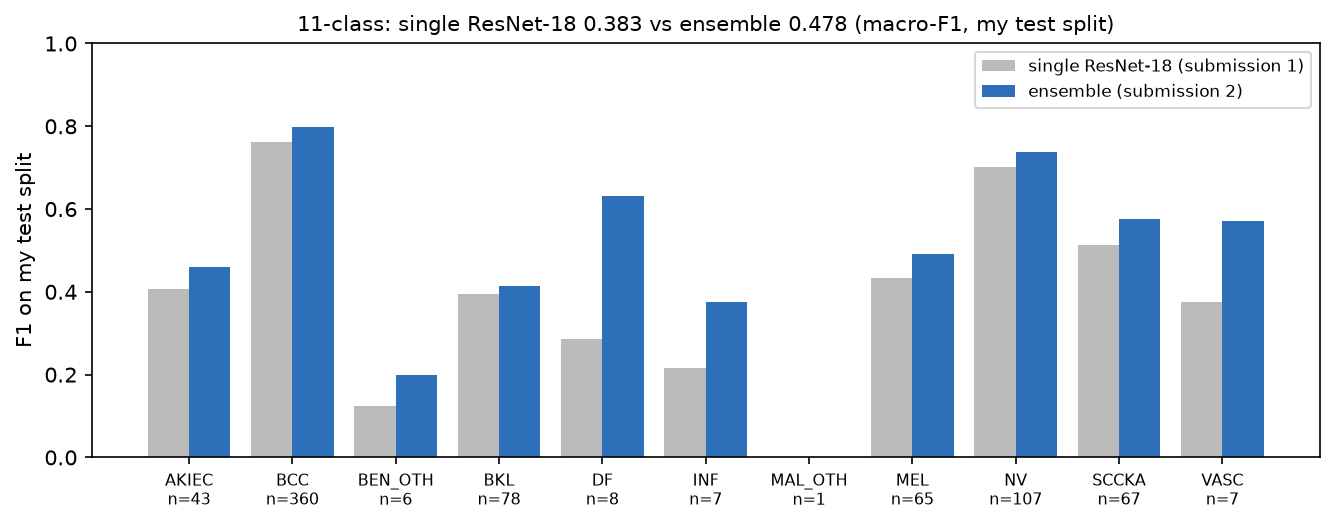 11-class: single ResNet-18 0.383 vs ensemble 0.478 (macro-F1, my test split)
single ResNet-18 (submission 1)
ensemble (submission 2)
F1 on my test split
1.0
0.8
0.6
0.4
0.2
0.0
AKIEC BCC BEN_OTH BKL DF INF MAL_OTH MEL NV SCCKA VASC
n=43 n=360 n=6 n=78 n=8 n=7 n=1 n=65 n=107 n=67 n=7